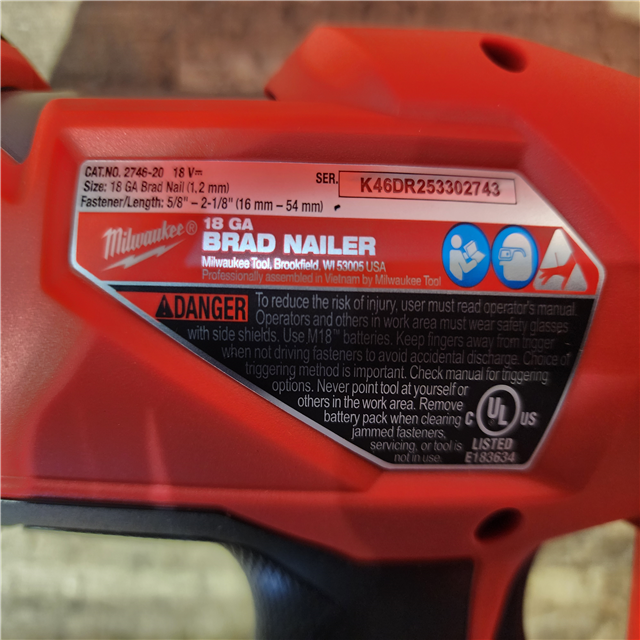 CAT.NO. 2746-20 18 V⎓
SER. K46DR253302743
Size: 18 GA Brad Nail (1,2 mm)
Fastener/Length: 5/8" – 2-1/8" (16 mm – 54 mm)
Milwaukee®
18 GA
BRAD NAILER
Milwaukee Tool, Brookfield, WI 53005 USA
Professionally assembled in Vietnam by Milwaukee Tool
DANGER
To reduce the risk of injury, user must read operator's manual.
Operators and others in work area must wear safety glasses
with side shields. Use M18™ batteries. Keep fingers away from trigger
when not driving fasteners to avoid accidental discharge. Choice of
triggering method is important. Check manual for triggering
options. Never point tool at yourself or
others in the work area. Remove
battery pack when clearing
jammed fasteners,
servicing, or tool is
not in use.
C UL US
LISTED
E183634